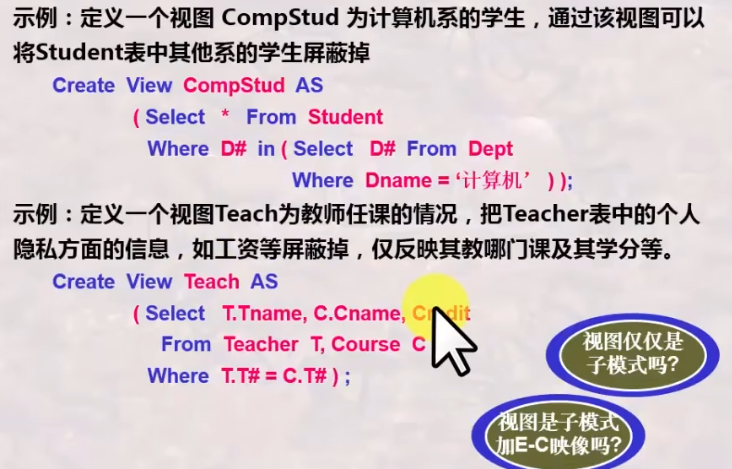 示例：定义一个视图 CompStud 为计算机系的学生，通过该视图可以
将Student表中其他系的学生屏蔽掉
Create View CompStud AS
( Select * From Student
Where D# in ( Select D# From Dept
Where Dname = ‘计算机’ ) );
示例：定义一个视图Teach为教师任课的情况，把Teacher表中的个人
隐私方面的信息，如工资等屏蔽掉，仅反映其教哪门课及其学分等。
Create View Teach AS
( Select T.Tname, C.Cname, Credit
From Teacher T, Course C
Where T.T# = C.T# ) ;
视图仅仅是
子模式吗?
视图是子模式
加E-C映像吗?